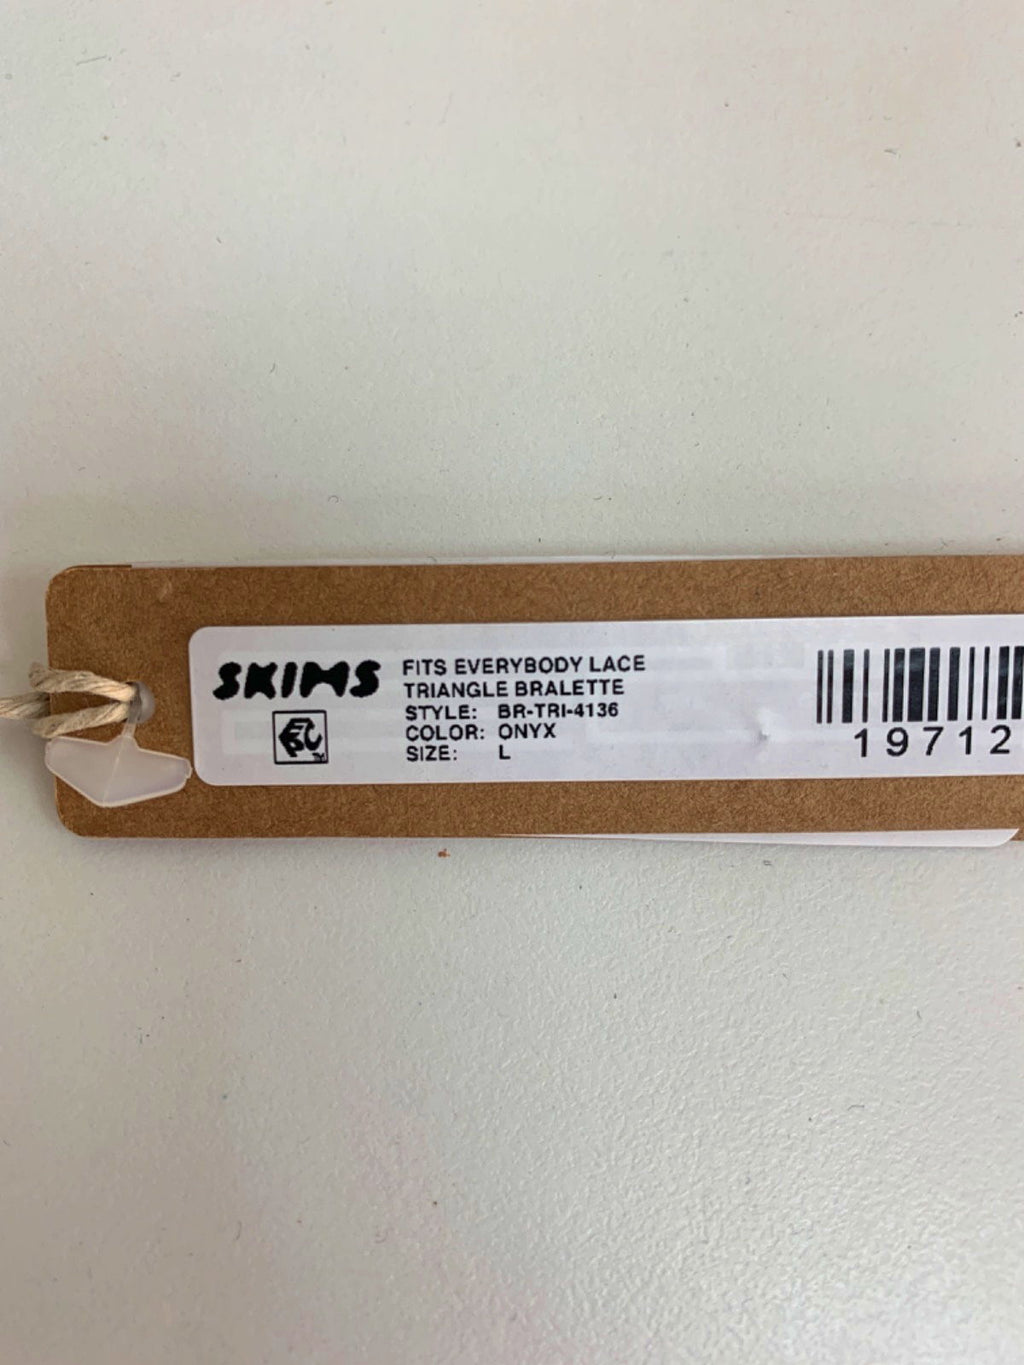 SKIMS
FITS EVERYBODY LACE
TRIANGLE BRALETTE
STYLE: BR-TRI-4136
COLOR: ONYX
SIZE: L
19712